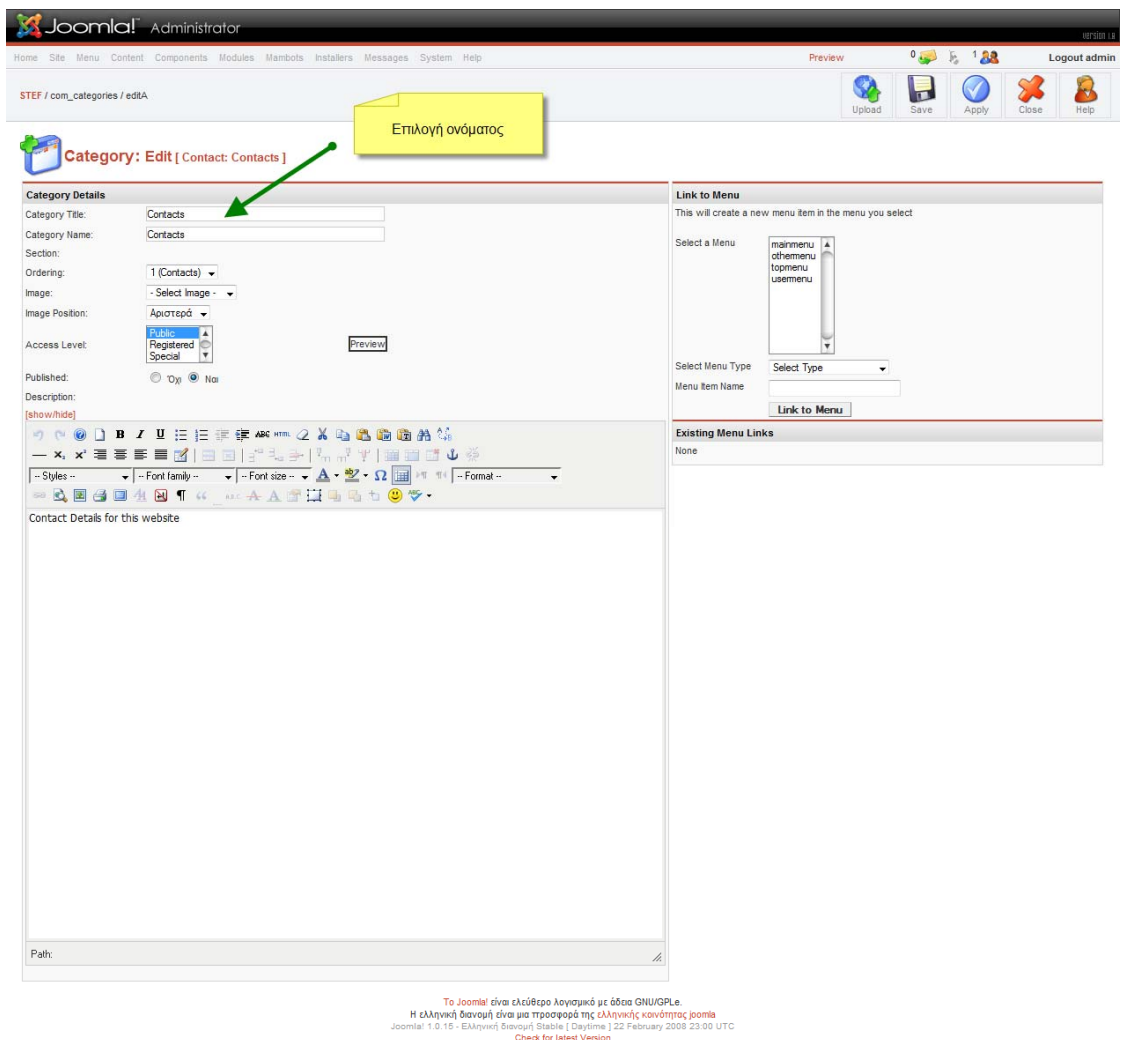 Joomla! Administrator
version 1.0
Home Site Menu Content Components Modules Mambots Installers Messages System Help Preview 0 1 Logout admin
STEF / com_categories / editA
Upload Save Apply Close Help
Επιλογή ονόματος
Category: Edit [ Contact: Contacts ]
Category Details
Category Title: Contacts
Category Name: Contacts
Section:
Ordering: 1 (Contacts)
Image: - Select Image -
Image Position: Αριστερά
Access Level: Public
Registered
Special
Preview
Published: Όχι Ναι
Description:
[show/hide]
B I U ABC HTML
-- Styles -- -- Font family -- -- Font size -- A ab Ω -- Format --
Contact Details for this website
Path:
Link to Menu
This will create a new menu item in the menu you select
Select a Menu mainmenu
othermenu
topmenu
usermenu
Select Menu Type Select Type
Menu Item Name
Link to Menu
Existing Menu Links
None
Το Joomla! είναι ελεύθερο λογισμικό με άδεια GNU/GPLe.
Η ελληνική διανομή είναι μια προσφορά της ελληνικής κοινότητας joomla
Joomla! 1.0.15 - Ελληνική διανομή Stable [ Daytime ] 22 February 2008 23:00 UTC
Check for latest Version